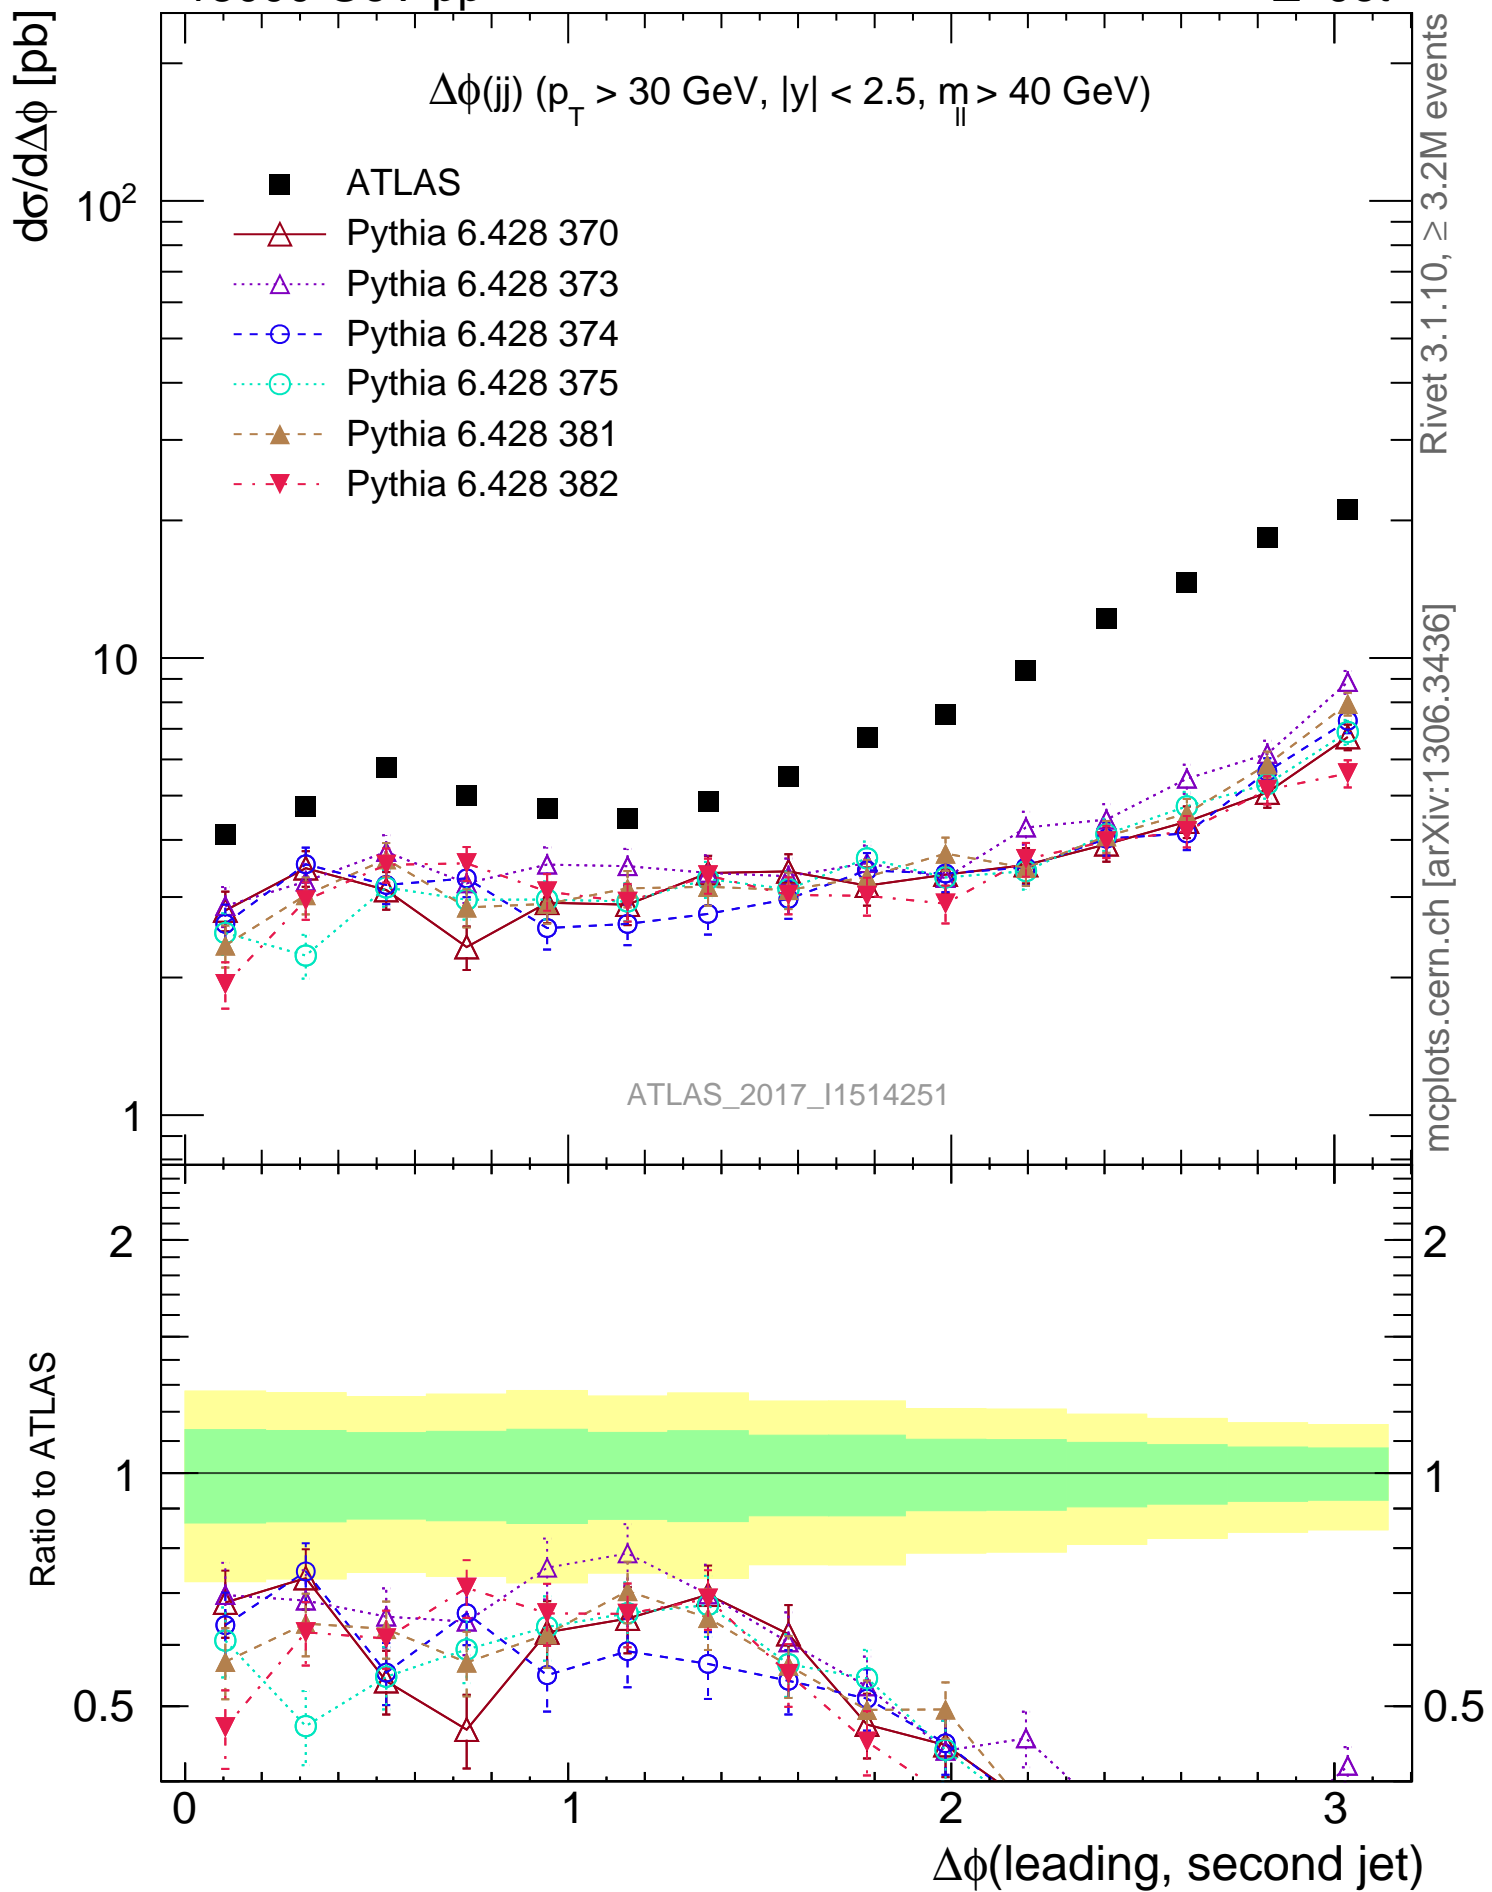 dσ/dΔϕ [pb]
Δϕ(jj) (p_T > 30 GeV, |y| < 2.5, m_ll > 40 GeV)
ATLAS
Pythia 6.428 370
Pythia 6.428 373
Pythia 6.428 374
Pythia 6.428 375
Pythia 6.428 381
Pythia 6.428 382
10²
10
1
ATLAS_2017_I1514251
Rivet 3.1.10, ≥ 3.2M events
mcplots.cern.ch [arXiv:1306.3436]
Ratio to ATLAS
2
1
0.5
2
1
0.5
0 1 2 3
Δϕ(leading, second jet)